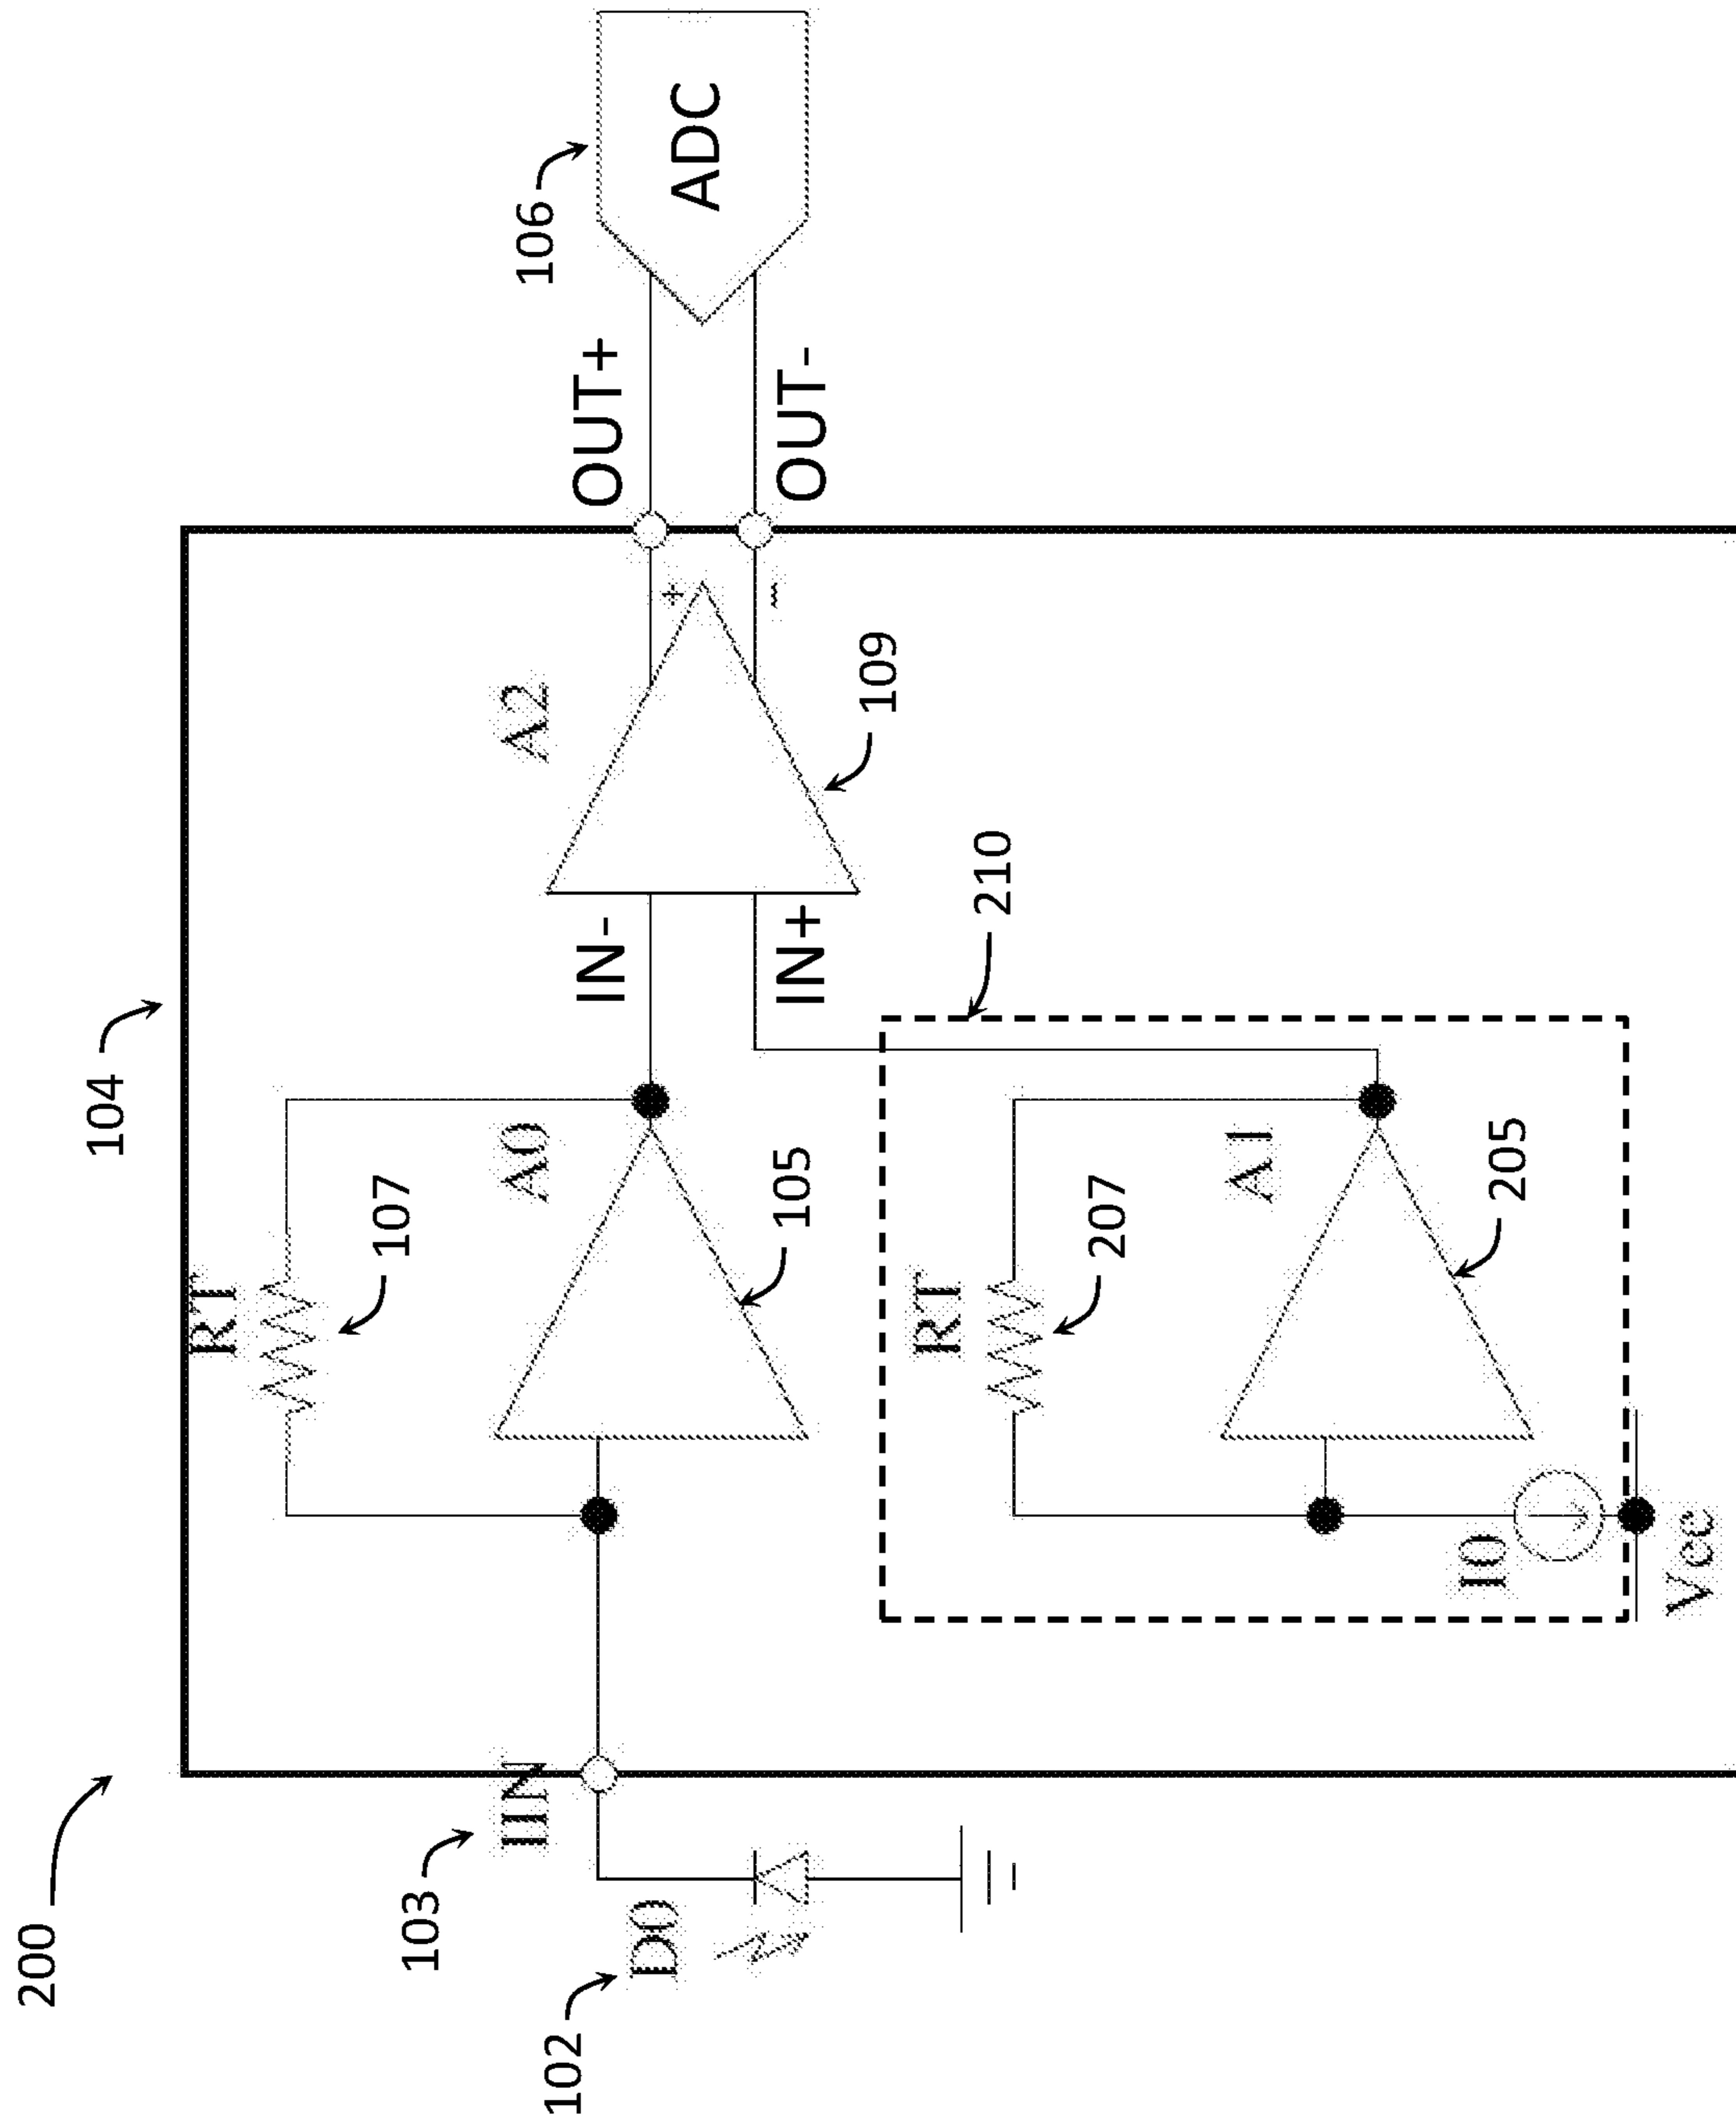 200
104
RT
107
103
IIN
A0
105
IN-
IN+
A2
109
OUT+
OUT-
106
ADC
102
D0
210
RT
207
A1
205
I0
Vcc
+
-